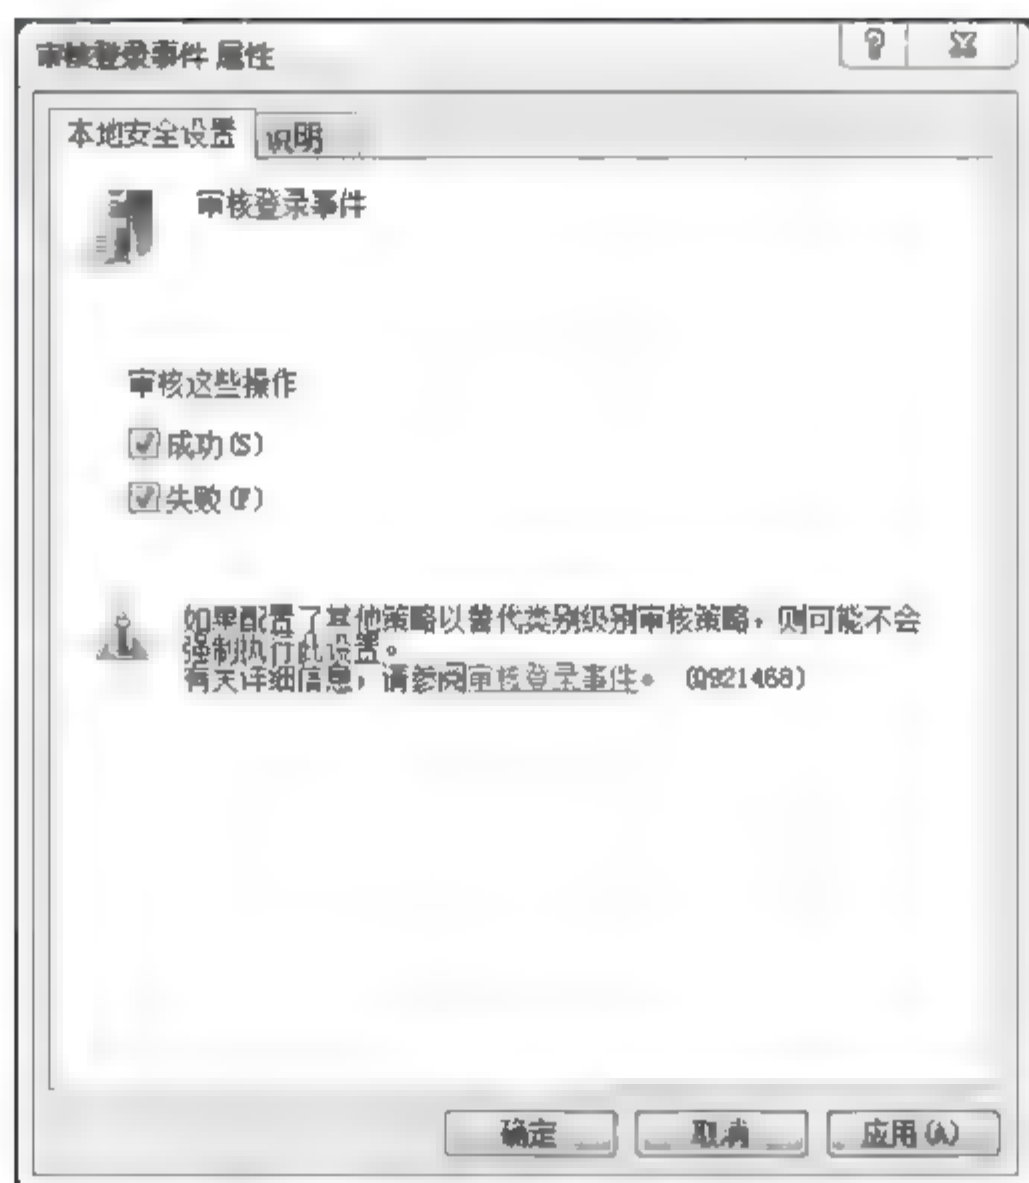 审核登录事件 属性
本地安全设置 说明
审核登录事件
审核这些操作
成功(S)
失败(F)
如果配置了其他策略以替代类别级别审核策略，则可能不会
强制执行此设置。
有关详细信息，请参阅审核登录事件。 (Q921468)
确定 取消 应用(A)